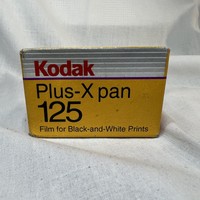 Kodak
Plus-X pan
125
Film for Black-and-White Prints